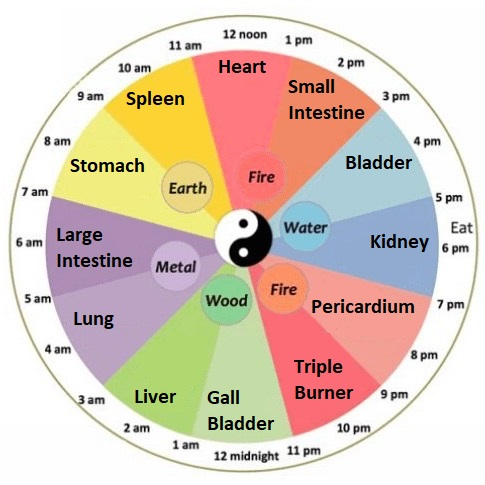 12 noon
1 pm
2 pm
3 pm
4 pm
5 pm
Eat
6 pm
7 pm
8 pm
9 pm
10 pm
11 pm
12 midnight
1 am
2 am
3 am
4 am
5 am
6 am
7 am
8 am
9 am
10 am
11 am
Heart
Small
Intestine
Bladder
Kidney
Pericardium
Triple
Burner
Gall
Bladder
Liver
Lung
Large
Intestine
Stomach
Spleen
Fire
Water
Fire
Wood
Metal
Earth